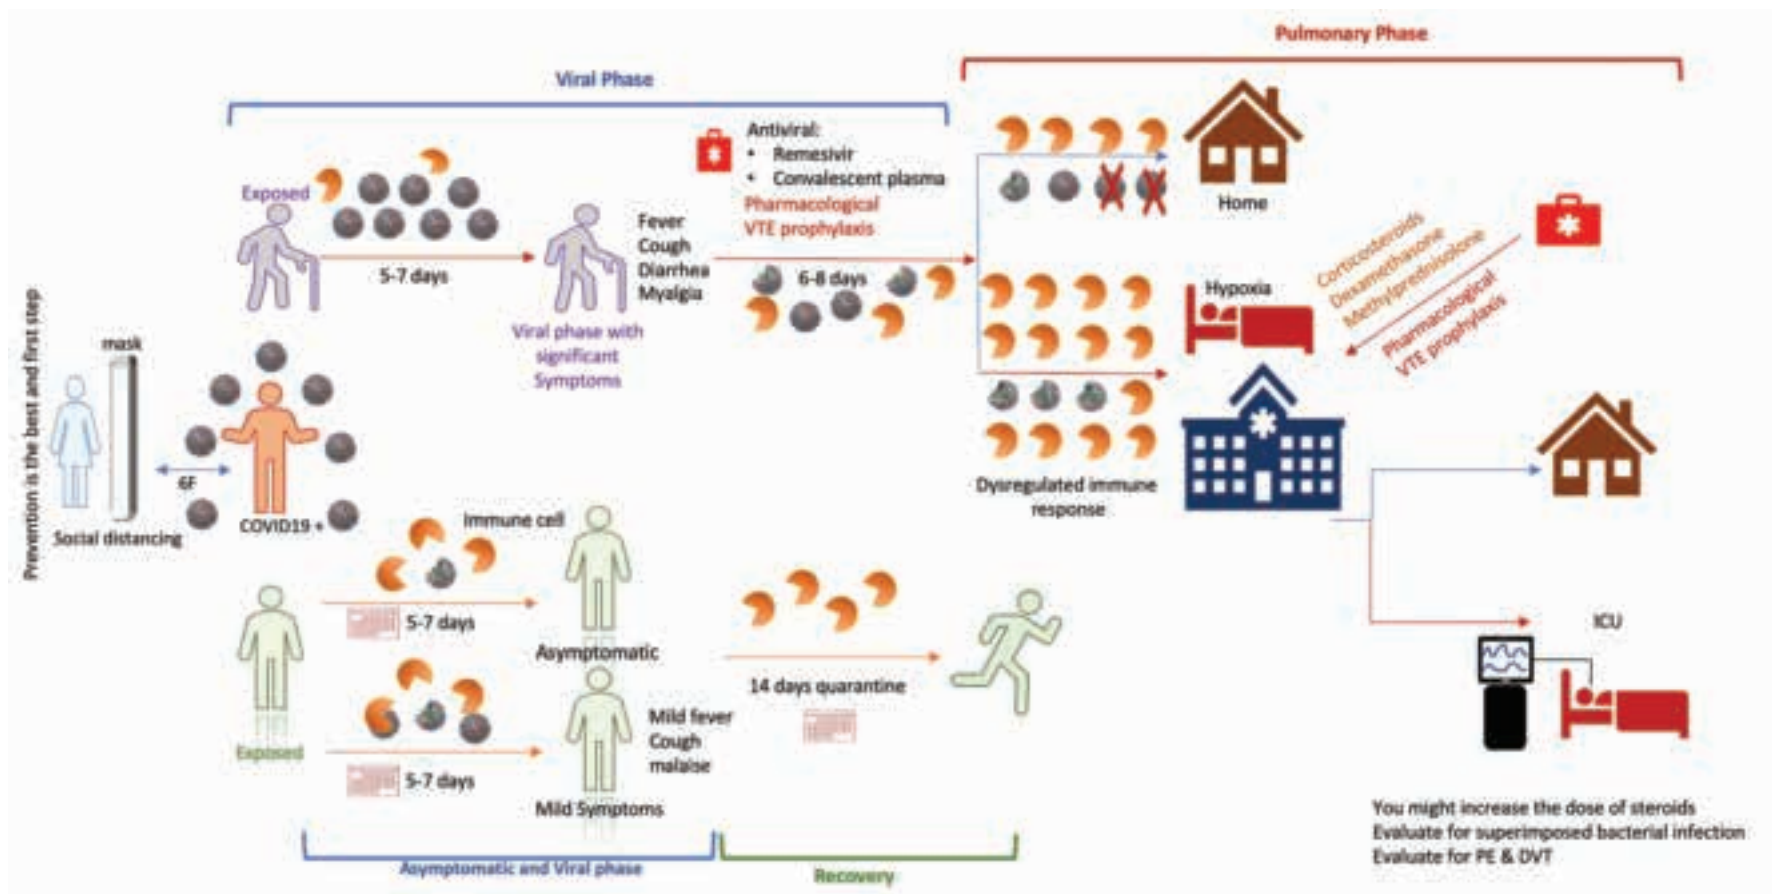 Pulmonary Phase
Viral Phase
Antiviral:
• Remesivir
• Convalescent plasma
Pharmacological
VTE prophylaxis
Exposed
5-7 days
Fever
Cough
Diarrhea
Myalgia
6-8 days
Viral phase with
significant
Symptoms
Home
Hypoxia
Corticosteroids
Dexamethasone
Methylprednisolone
Pharmacological
VTE prophylaxis
Dysregulated immune
response
Prevention is the best and first step
mask
6F
Social distancing
COVID19 +
Immune cell
5-7 days
Asymptomatic
Exposed
5-7 days
Mild fever
Cough
malaise
Mild Symptoms
14 days quarantine
ICU
You might increase the dose of steroids
Evaluate for superimposed bacterial infection
Evaluate for PE & DVT
Asymptomatic and Viral phase
Recovery